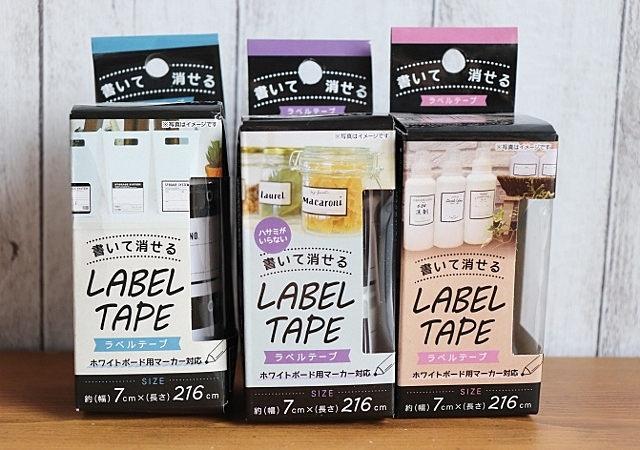 書いて消せる
ラベルテープ
※写真はイメージです
NO.
書いて消せる
LABEL
TAPE
ラベルテープ
ホワイトボード用マーカー対応
SIZE
約(幅)7cm×(長さ)216cm
書いて消せる
ラベルテープ
※写真はイメージです
Laurel
Macaroni
ハサミが
いらない
書いて消せる
LABEL
TAPE
ラベルテープ
ホワイトボード用マーカー対応
SIZE
約(幅)7cm×(長さ)216cm
書いて消せる
ラベルテープ
※写真はイメージです
書いて消せる
LABEL
TAPE
ラベルテープ
ホワイトボード用マーカー対応
SIZE
約(幅)7cm×(長さ)216cm